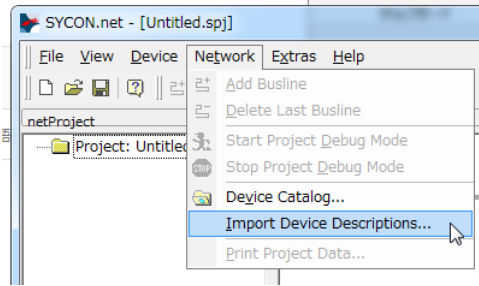 SYCON.net - [Untitled.spj]
File View Device Network Extras Help
Add Busline
Delete Last Busline
netProject
Start Project Debug Mode
Project: Untitled
Stop Project Debug Mode
STOP
Device Catalog...
Import Device Descriptions...
Print Project Data...